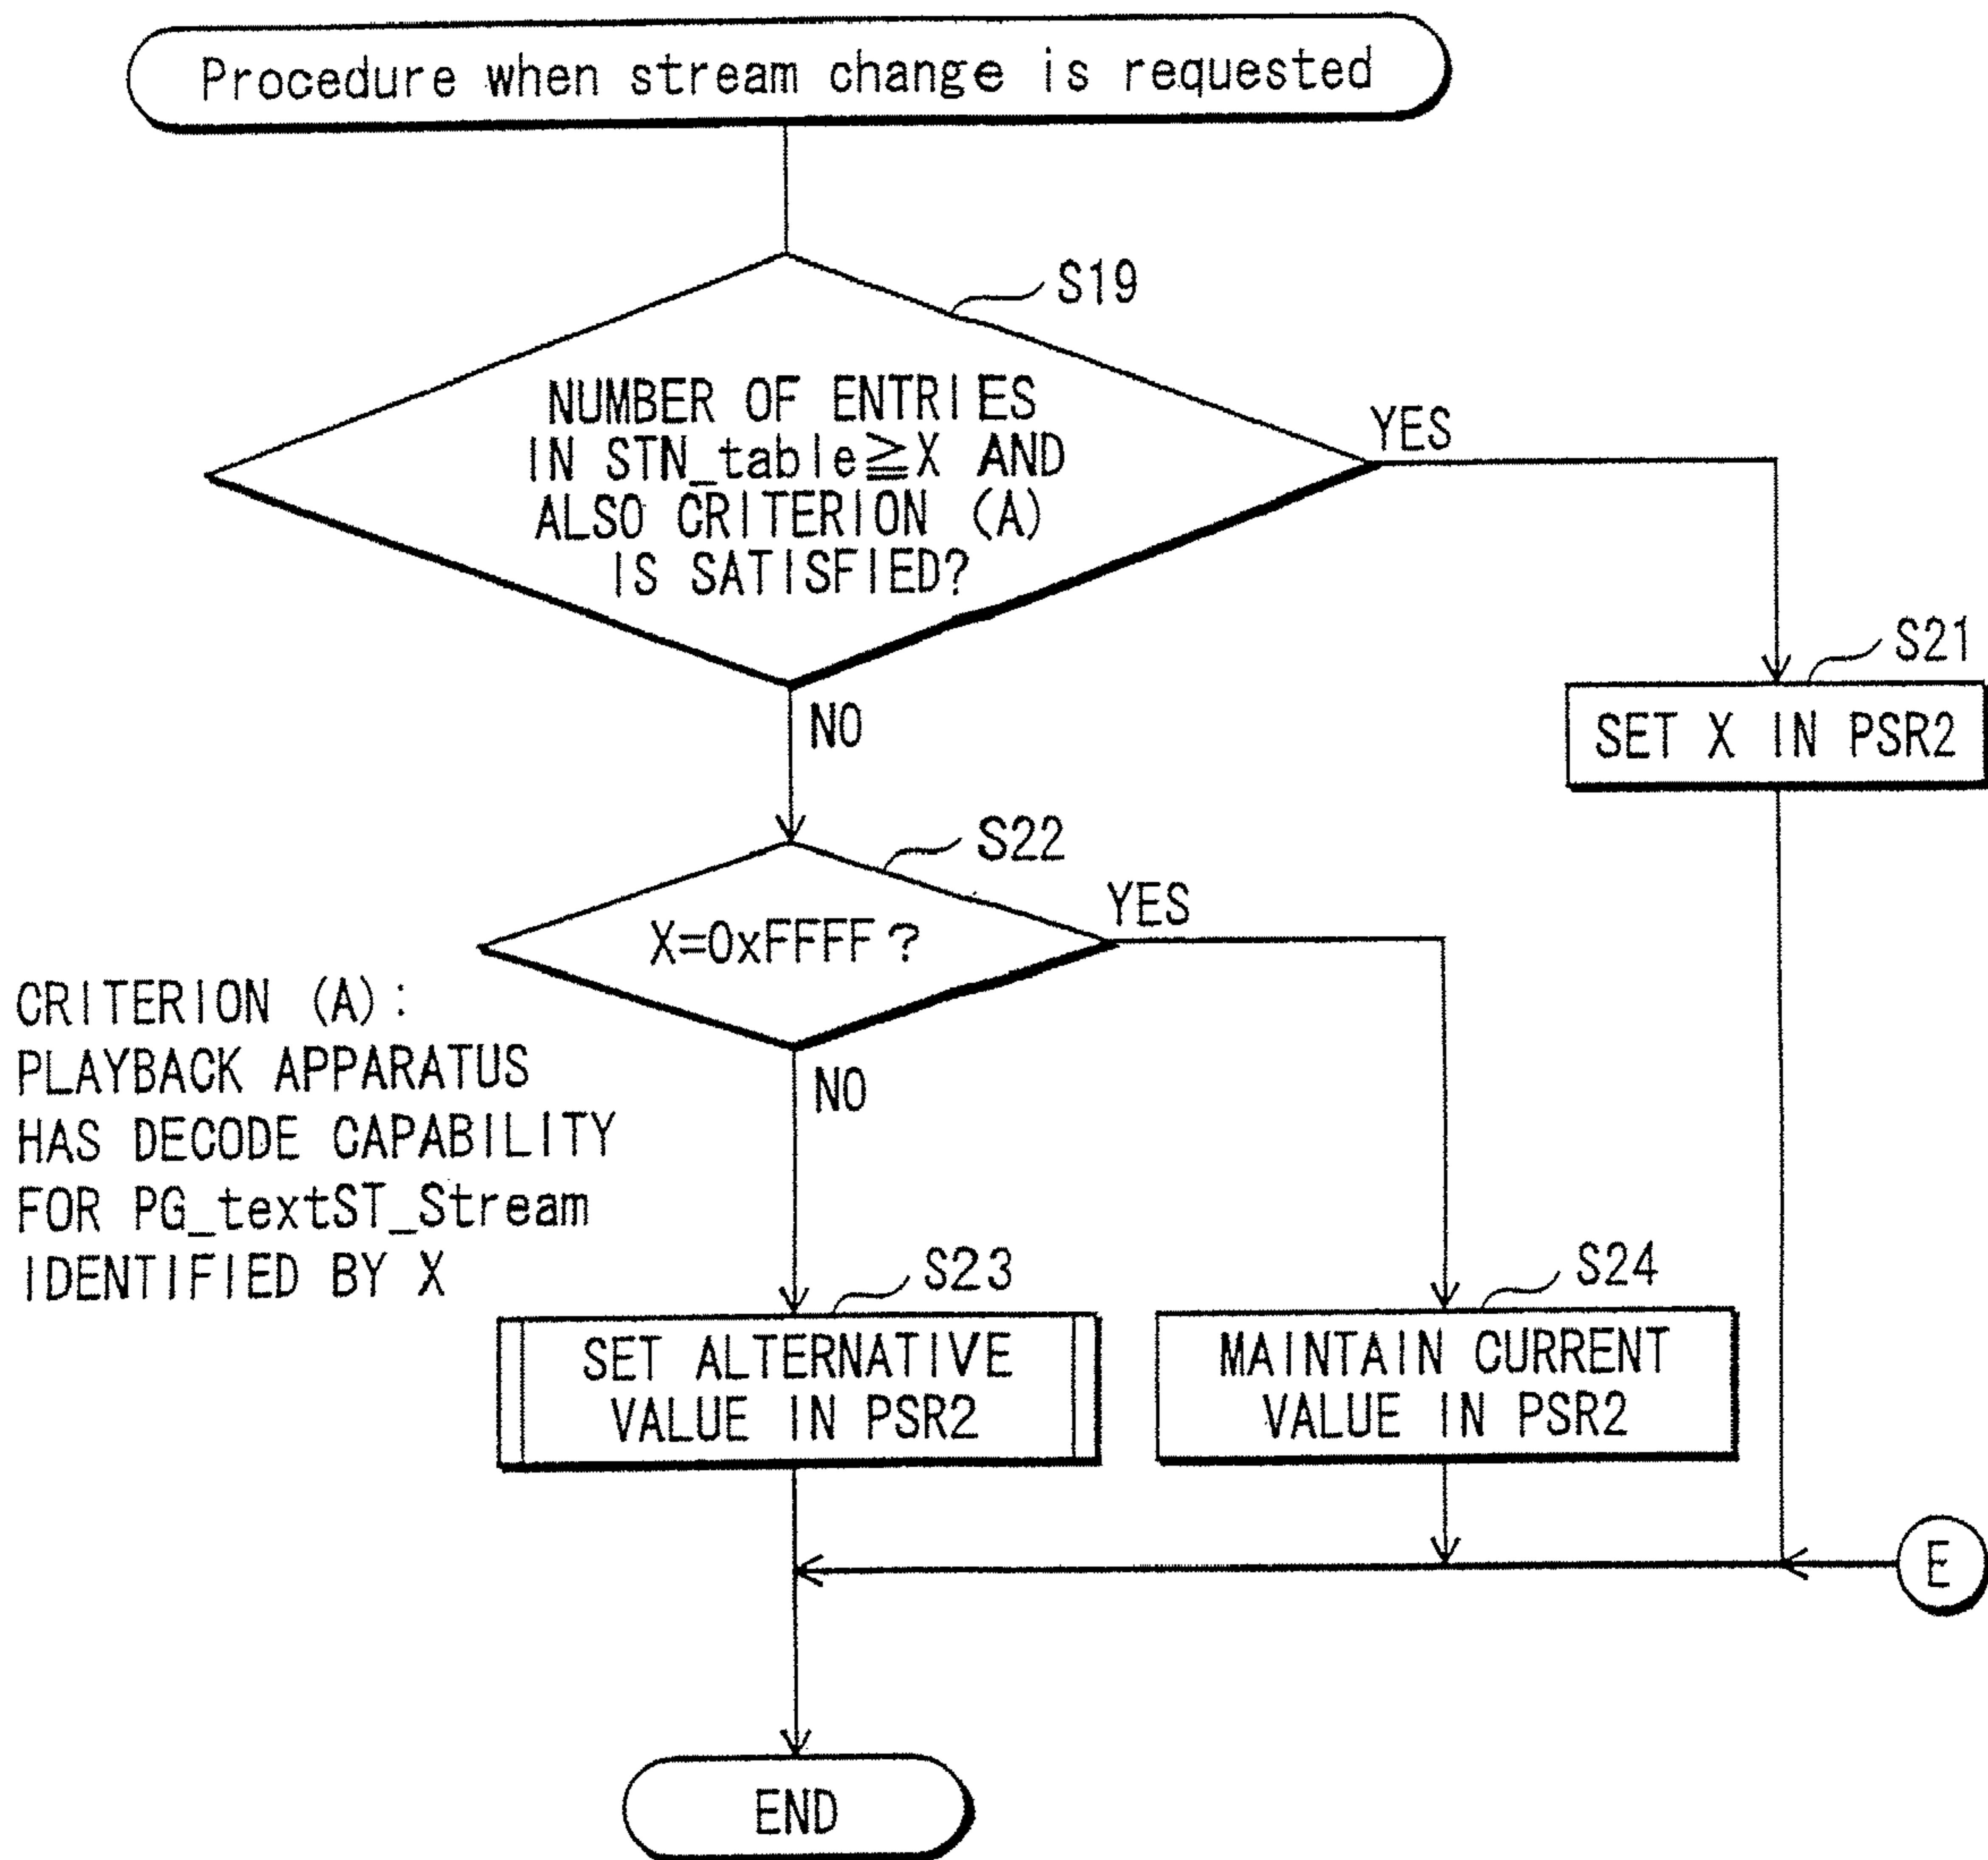 Procedure when stream change is requested
S19
NUMBER OF ENTRIES
IN STN_table≧X AND
ALSO CRITERION (A)
IS SATISFIED?
YES
NO
S21
SET X IN PSR2
S22
X=0xFFFF?
YES
NO
CRITERION (A):
PLAYBACK APPARATUS
HAS DECODE CAPABILITY
FOR PG_textST_Stream
IDENTIFIED BY X
S23
SET ALTERNATIVE
VALUE IN PSR2
S24
MAINTAIN CURRENT
VALUE IN PSR2
E
END